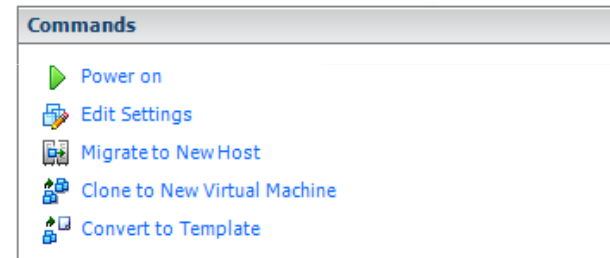 Commands
Power on
Edit Settings
Migrate to New Host
Clone to New Virtual Machine
Convert to Template